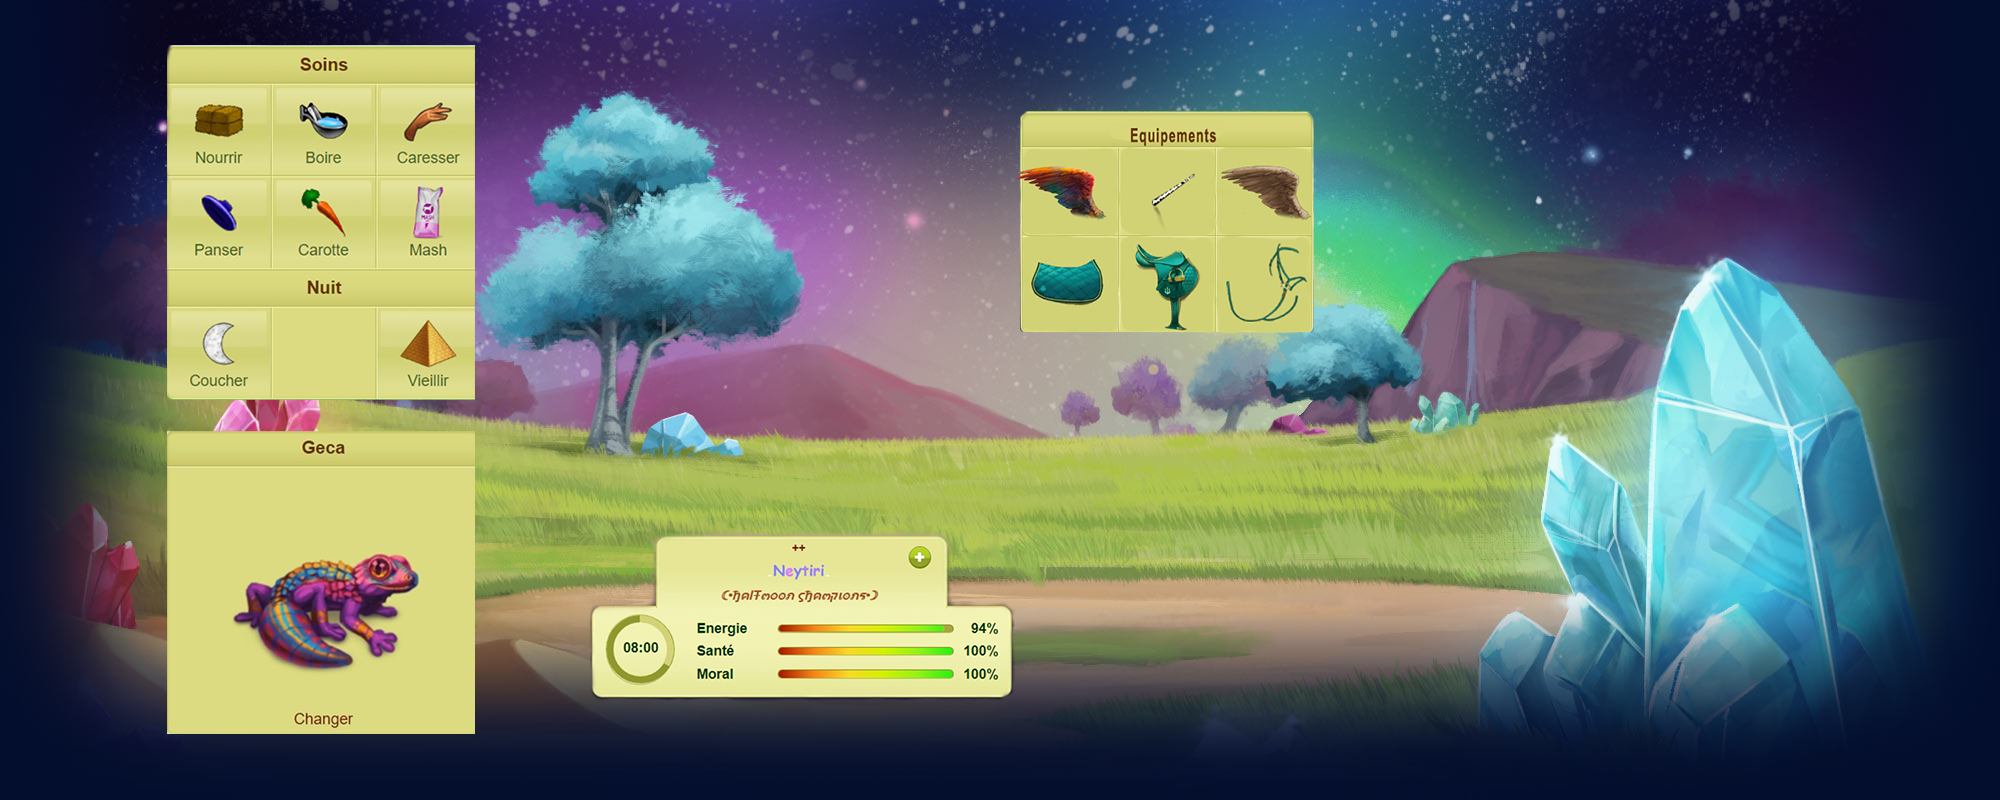 Soins
Nourrir
Boire
Caresser
Panser
Carotte
Mash
Nuit
Coucher
Vieillir
Geca
Changer
Equipements
++
Neytiri
08:00
Energie 94%
Santé 100%
Moral 100%